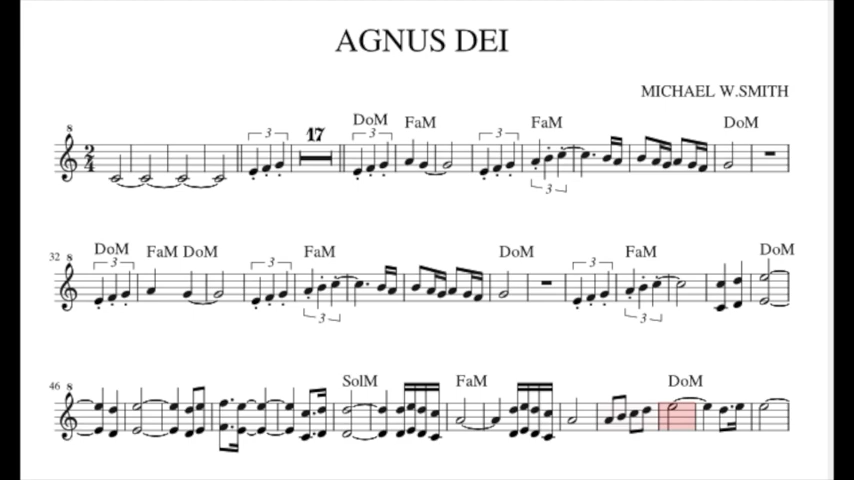 AGNUS DEI
MICHAEL W.SMITH
8
3 17 DoM 3 FaM 3 FaM DoM
2
4
3
32 8 DoM 3 FaM DoM 3 FaM DoM 3 FaM DoM
3 3
46 8 SolM FaM DoM